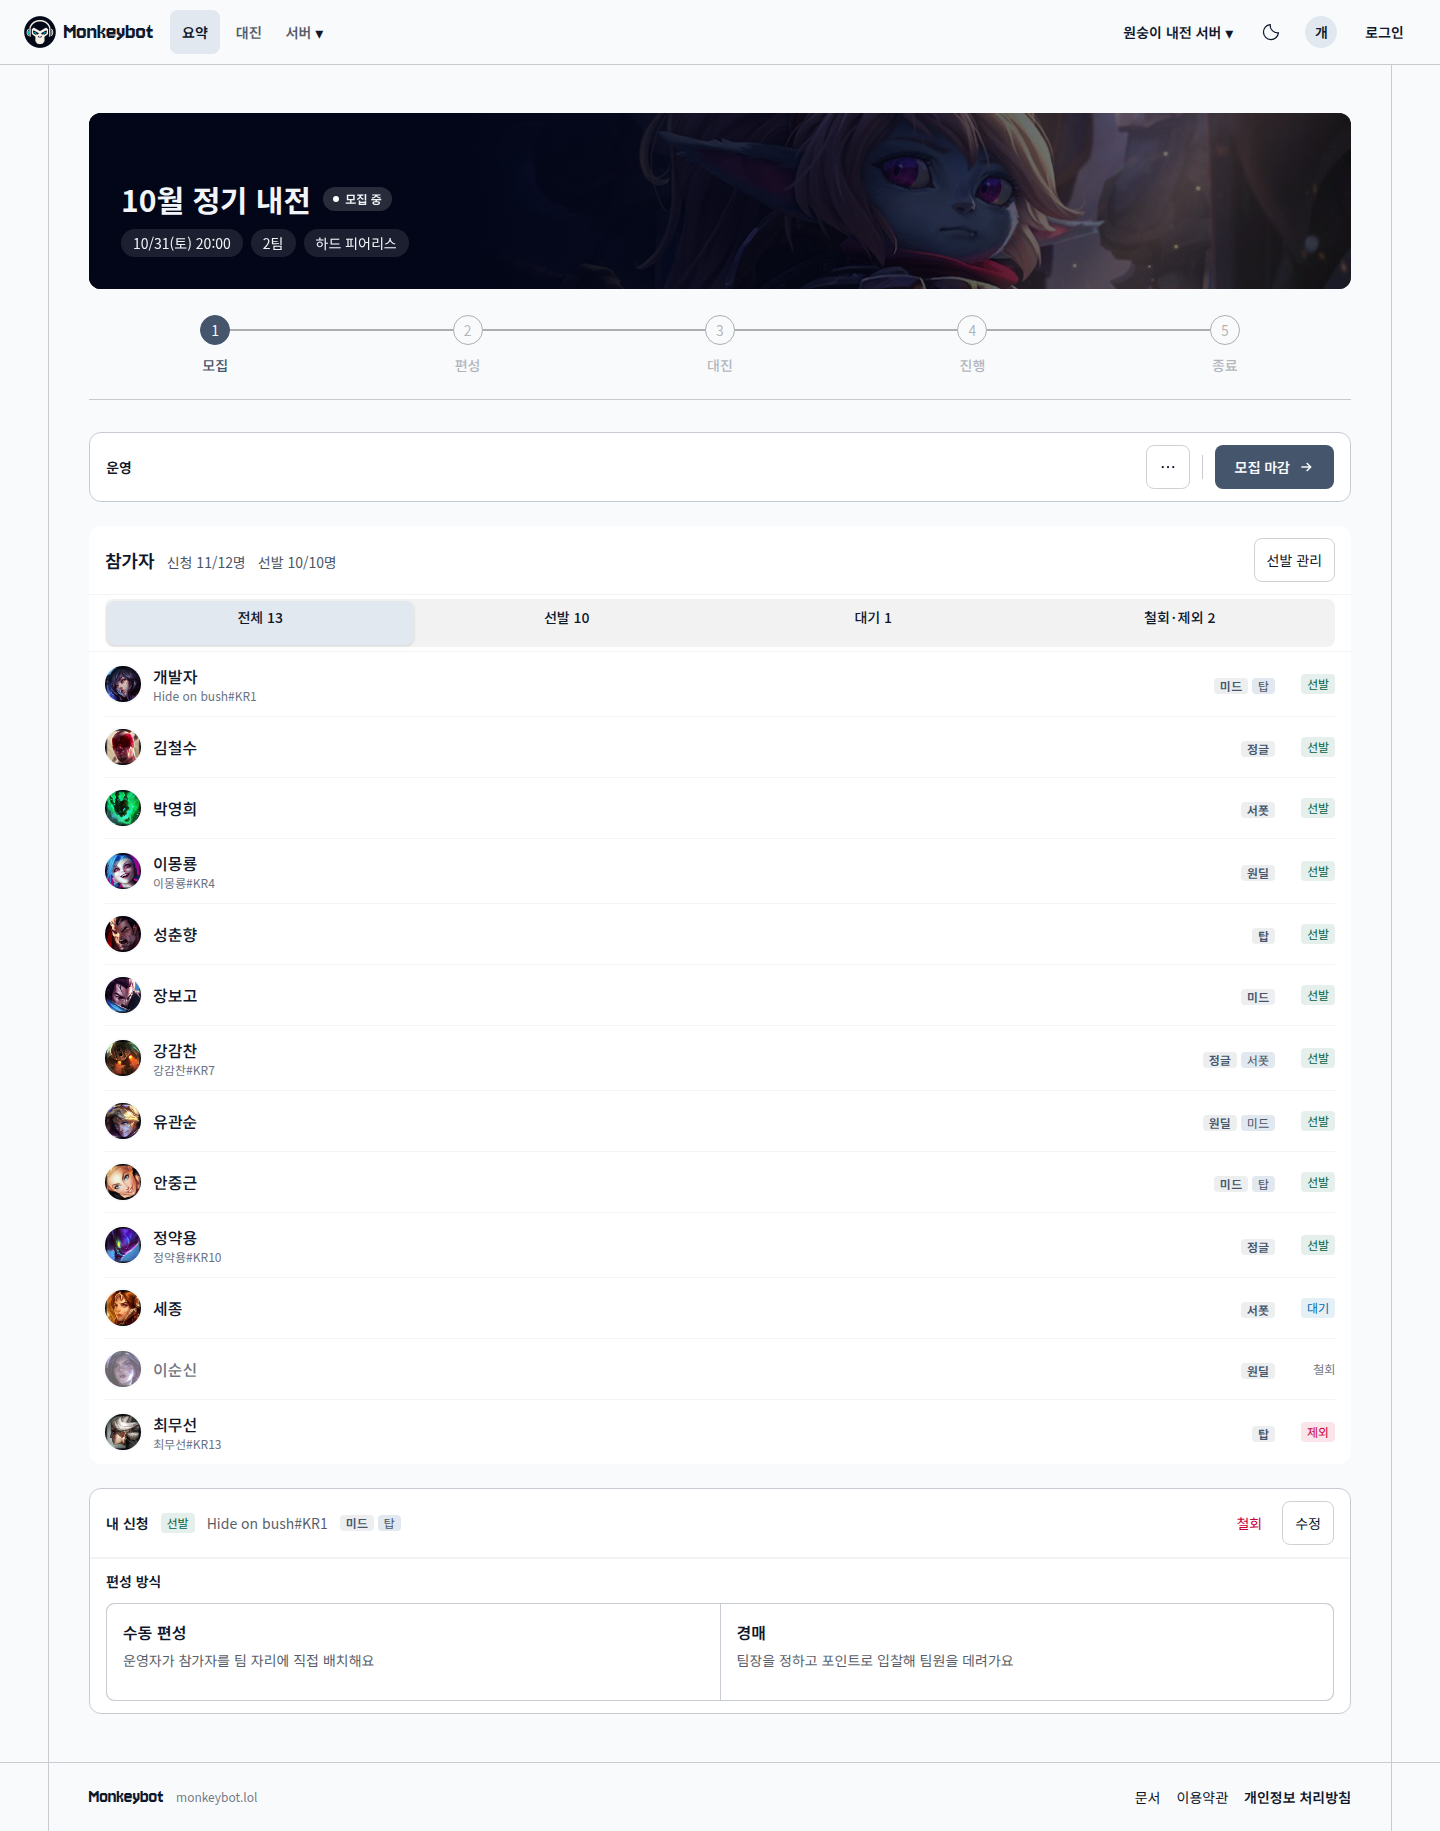 Monkeybot 요약 대진 서버 ▾ 원숭이 내전 서버 ▾ 개 로그인
10월 정기 내전 모집 중
10/31(토) 20:00 2팀 하드 피어리스
1 2 3 4 5
모집 편성 대진 진행 종료
운영 ⋯ 모집 마감 →
참가자 신청 11/12명 선발 10/10명 선발 관리
전체 13 선발 10 대기 1 철회·제외 2
개발자
Hide on bush#KR1
미드 탑 선발
김철수 정글 선발
박영희 서폿 선발
이몽룡
이몽룡#KR4
원딜 선발
성춘향 탑 선발
장보고 미드 선발
강감찬
강감찬#KR7
정글 서폿 선발
유관순 원딜 미드 선발
안중근 미드 탑 선발
정약용
정약용#KR10
정글 선발
세종 서폿 대기
이순신 원딜 철회
최무선
최무선#KR13
탑 제외
내 신청 선발 Hide on bush#KR1 미드 탑 철회 수정
편성 방식
수동 편성
운영자가 참가자를 팀 자리에 직접 배치해요
경매
팀장을 정하고 포인트로 입찰해 팀원을 데려가요
Monkeybot monkeybot.lol 문서 이용약관 개인정보 처리방침